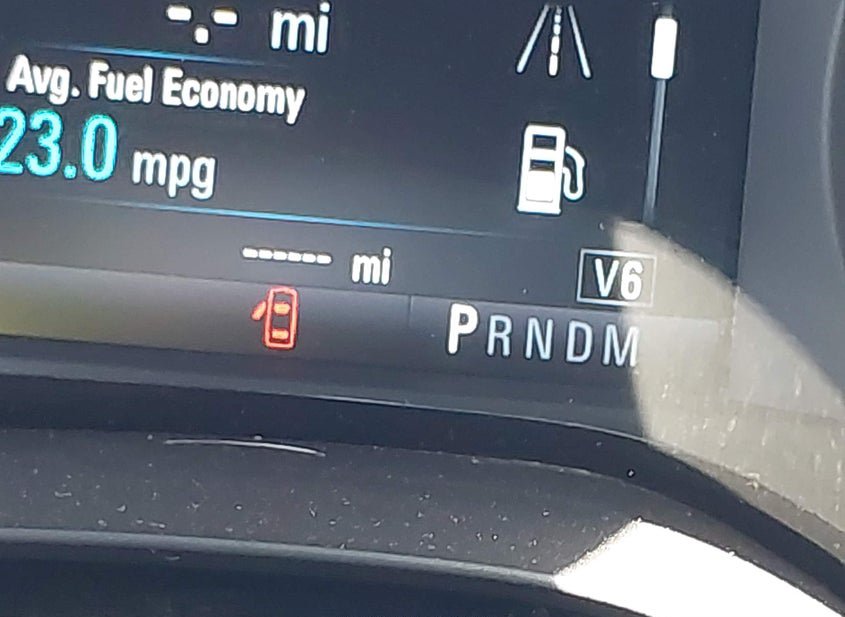 -.- mi
Avg. Fuel Economy
23.0 mpg
------ mi
V6
PRNDM